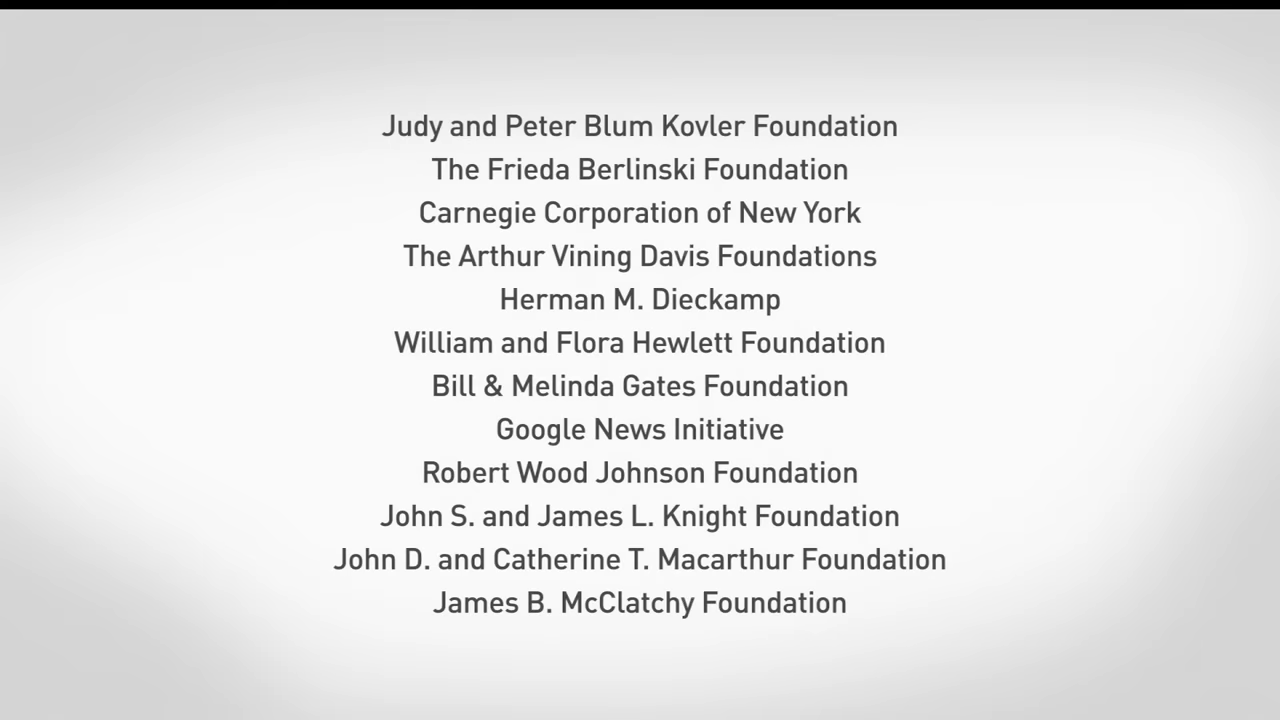 Judy and Peter Blum Kovler Foundation
The Frieda Berlinski Foundation
Carnegie Corporation of New York
The Arthur Vining Davis Foundations
Herman M. Dieckamp
William and Flora Hewlett Foundation
Bill & Melinda Gates Foundation
Google News Initiative
Robert Wood Johnson Foundation
John S. and James L. Knight Foundation
John D. and Catherine T. Macarthur Foundation
James B. McClatchy Foundation